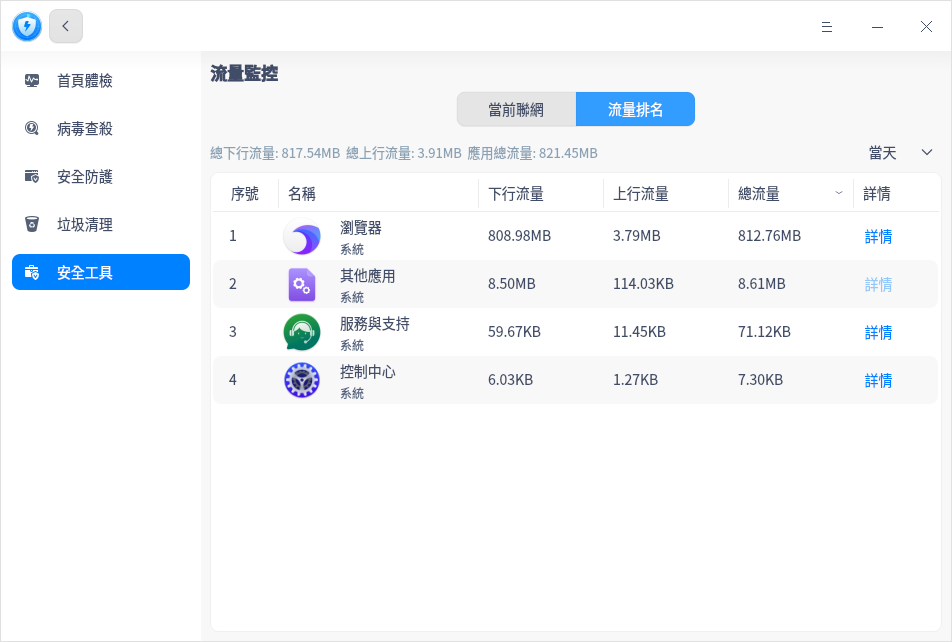 首頁體檢
病毒查殺
安全防護
垃圾清理
安全工具
流量監控
當前聯網 流量排名
總下行流量: 817.54MB 總上行流量: 3.91MB 應用總流量: 821.45MB 當天
序號 名稱 下行流量 上行流量 總流量 詳情
1 瀏覽器 系統 808.98MB 3.79MB 812.76MB 詳情
2 其他應用 系統 8.50MB 114.03KB 8.61MB 詳情
3 服務與支持 系統 59.67KB 11.45KB 71.12KB 詳情
4 控制中心 系統 6.03KB 1.27KB 7.30KB 詳情